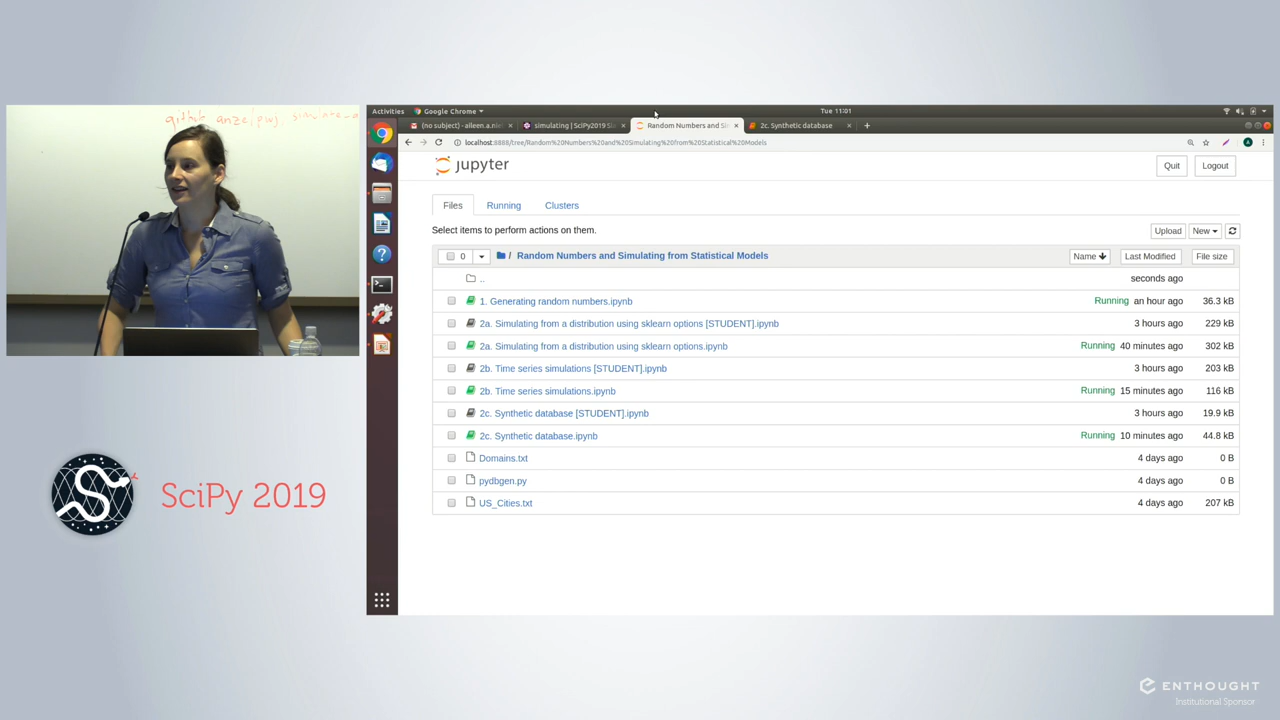 github
Activities Google Chrome Tue 11:01
(no subject) - aileen.a.nie simulating | SciPy2019 Si Random Numbers and Si 2c. Synthetic database
localhost:8888/tree/Random%20Numbers%20and%20Simulating%20from%20Statistical%20Models
jupyter Quit Logout
Files Running Clusters
Select items to perform actions on them. Upload New
0 / Random Numbers and Simulating from Statistical Models Name Last Modified File size
.. seconds ago
1. Generating random numbers.ipynb Running an hour ago 36.3 kB
2a. Simulating from a distribution using sklearn options [STUDENT].ipynb 3 hours ago 229 kB
2a. Simulating from a distribution using sklearn options.ipynb Running 40 minutes ago 302 kB
2b. Time series simulations [STUDENT].ipynb 3 hours ago 203 kB
2b. Time series simulations.ipynb Running 15 minutes ago 116 kB
2c. Synthetic database [STUDENT].ipynb 3 hours ago 19.9 kB
2c. Synthetic database.ipynb Running 10 minutes ago 44.8 kB
Domains.txt 4 days ago 0 B
pydbgen.py 4 days ago 0 B
US_Cities.txt 4 days ago 207 kB
SciPy 2019
ENTHOUGHT
Institutional Sponsor